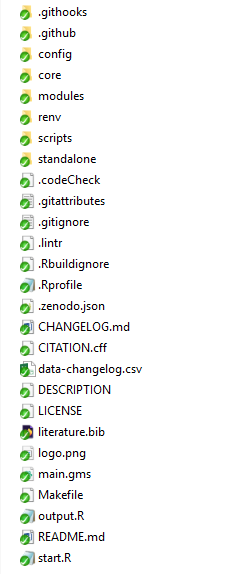 .githooks
.github
config
core
modules
renv
scripts
standalone
.codeCheck
.gitattributes
.gitignore
.lintr
.Rbuildignore
.Rprofile
.zenodo.json
CHANGELOG.md
CITATION.cff
data-changelog.csv
DESCRIPTION
LICENSE
literature.bib
logo.png
main.gms
Makefile
output.R
README.md
start.R